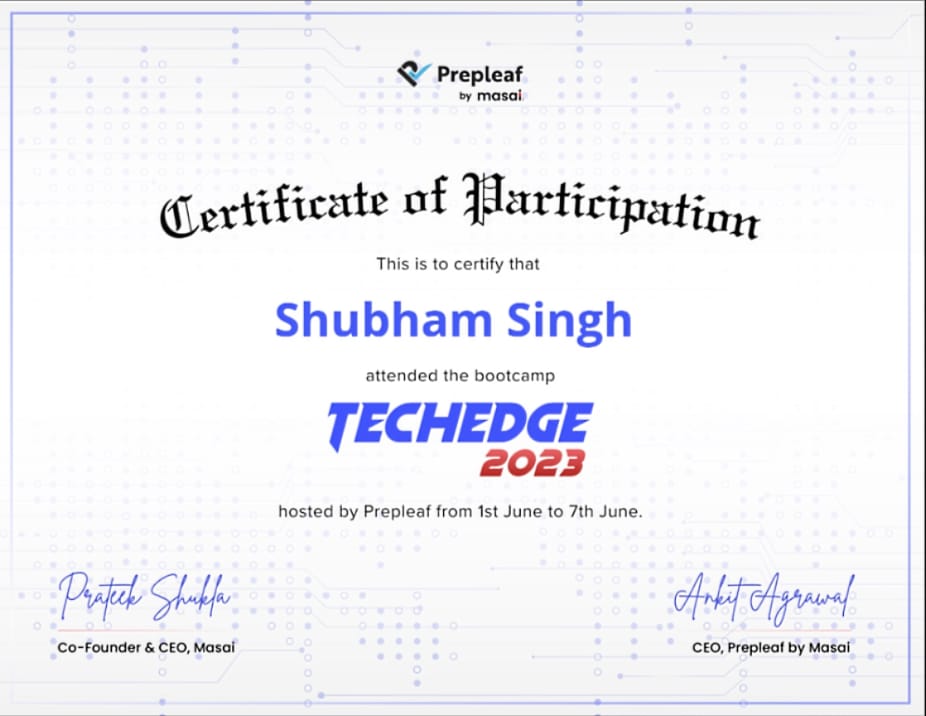 Prepleaf
by masai
Certificate of Participation
This is to certify that
Shubham Singh
attended the bootcamp
TECHEDGE
2023
hosted by Prepleaf from 1st June to 7th June.
Prateek Shukla
Co-Founder & CEO, Masai
Ankit Agrawal
CEO, Prepleaf by Masai